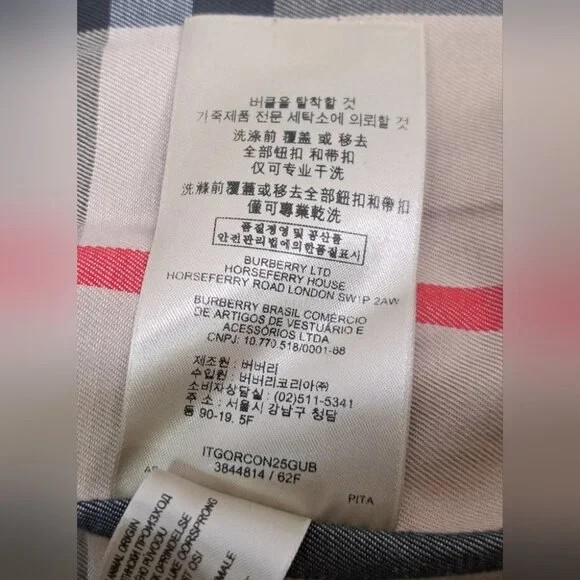 버클을 탈착할 것
가죽제품 전문 세탁소에 의뢰할 것
洗涤前 覆盖 或 移去
全部钮扣 和带扣
仅可专业干洗
洗滌前覆蓋或移去全部鈕扣和帶扣
僅可專業乾洗
품질경영 및 공산품
안전관리법에의한품질표시
BURBERRY LTD
HORSEFERRY HOUSE
HORSEFERRY ROAD LONDON SW1P 2AW
BURBERRY BRASIL COMÉRCIO
DE ARTIGOS DE VESTUÁRIO E
ACESSÓRIOS LTDA
CNPJ: 10.770.518/0001-68
제조원 : 버버리
수입원 : 버버리코리아㈜
소비자상담실 : (02)511-5341
주소 : 서울시 강남구 청담
동 90-19. 5F
ITGORCON25GUB
3844814 / 62F
PITA
ANIMAL ORIGIN